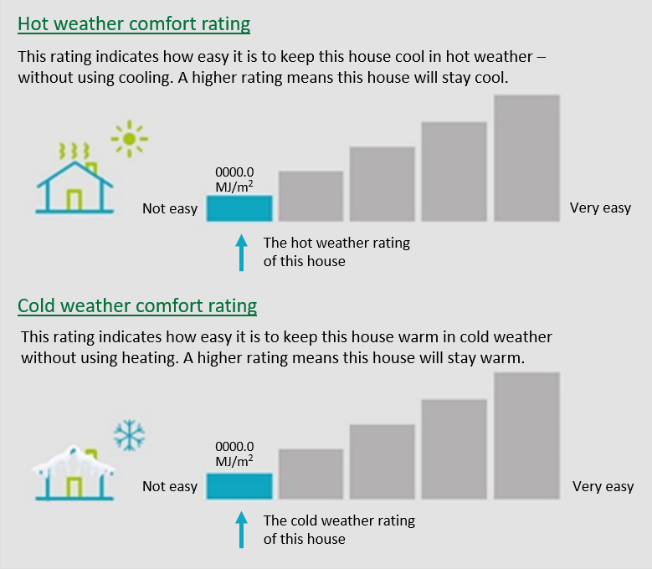 Hot weather comfort rating
This rating indicates how easy it is to keep this house cool in hot weather –
without using cooling. A higher rating means this house will stay cool.
0000.0
MJ/m²
Not easy
Very easy
The hot weather rating
of this house
Cold weather comfort rating
This rating indicates how easy it is to keep this house warm in cold weather
without using heating. A higher rating means this house will stay warm.
0000.0
MJ/m²
Not easy
Very easy
The cold weather rating
of this house